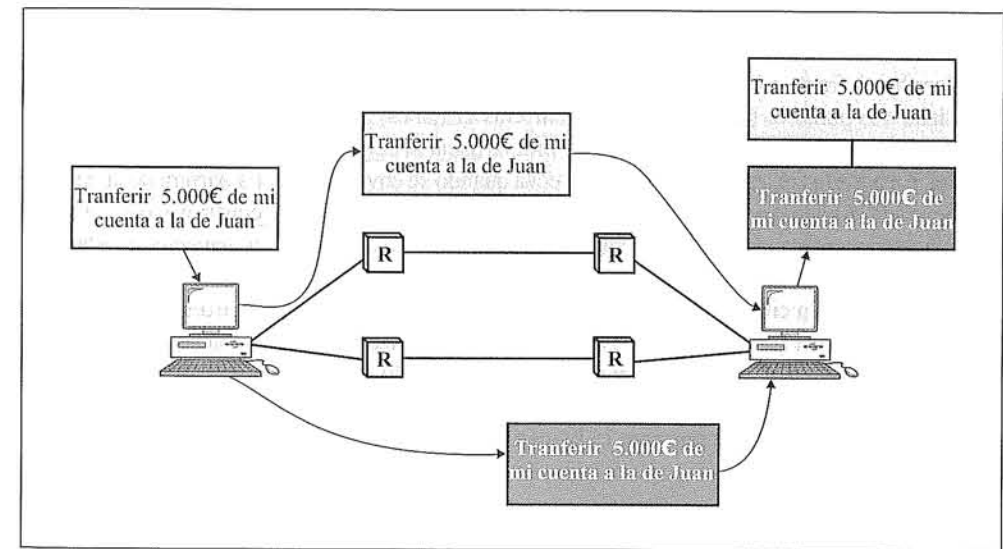 Tranferir 5.000€ de mi
cuenta a la de Juan
Tranferir 5.000€ de mi
cuenta a la de Juan
Tranferir 5.000€ de mi
cuenta a la de Juan
Tranferir 5.000€ de
mi cuenta a la de Juan
R
R
R
R
Tranferir 5.000€ de
mi cuenta a la de Juan